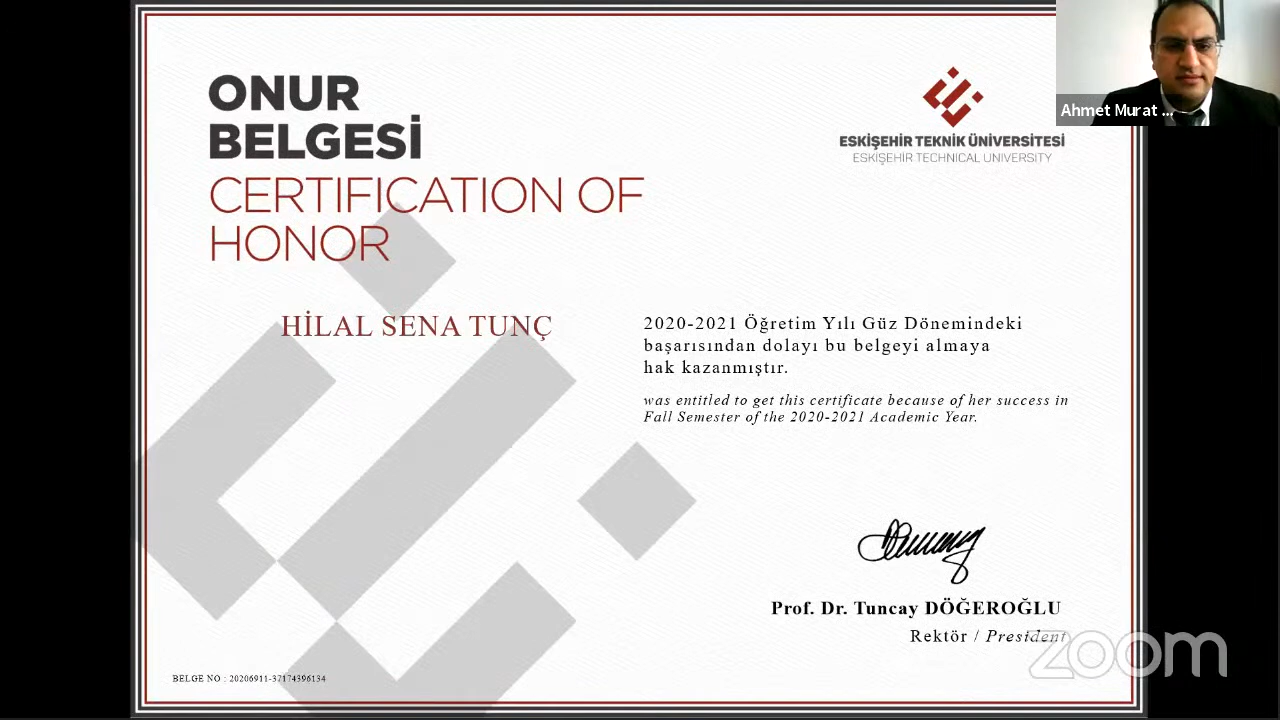 ONUR
BELGESİ
CERTIFICATION OF
HONOR
ESKİŞEHİR TEKNİK ÜNİVERSİTESİ
ESKİŞEHİR TECHNICAL UNIVERSITY
Ahmet Murat ...
HİLAL SENA TUNÇ
2020-2021 Öğretim Yılı Güz Dönemindeki
başarısından dolayı bu belgeyi almaya
hak kazanmıştır.
was entitled to get this certificate because of her success in
Fall Semester of the 2020-2021 Academic Year.
Prof. Dr. Tuncay DÖĞEROĞLU
Rektör / President
zoom
BELGE NO : 20206911-37174396134